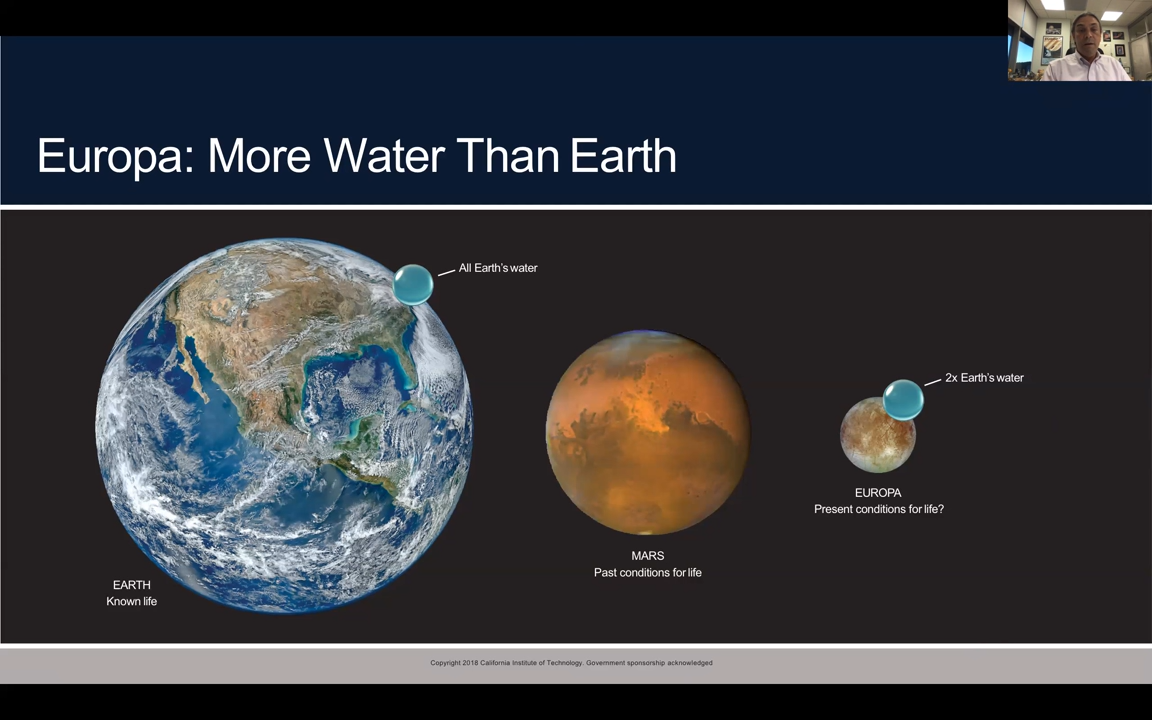 Europa: More Water Than Earth
All Earth's water
2x Earth's water
EUROPA
Present conditions for life?
MARS
Past conditions for life
EARTH
Known life
Copyright 2018 California Institute of Technology. Government sponsorship acknowledged